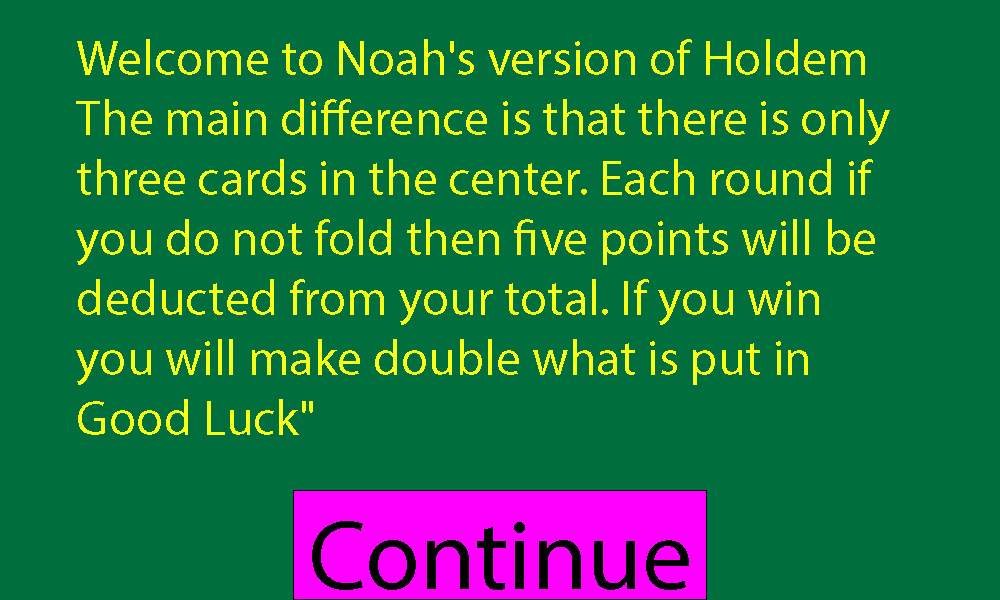 Welcome to Noah's version of Holdem
The main difference is that there is only
three cards in the center. Each round if
you do not fold then five points will be
deducted from your total. If you win
you will make double what is put in
Good Luck"
Continue